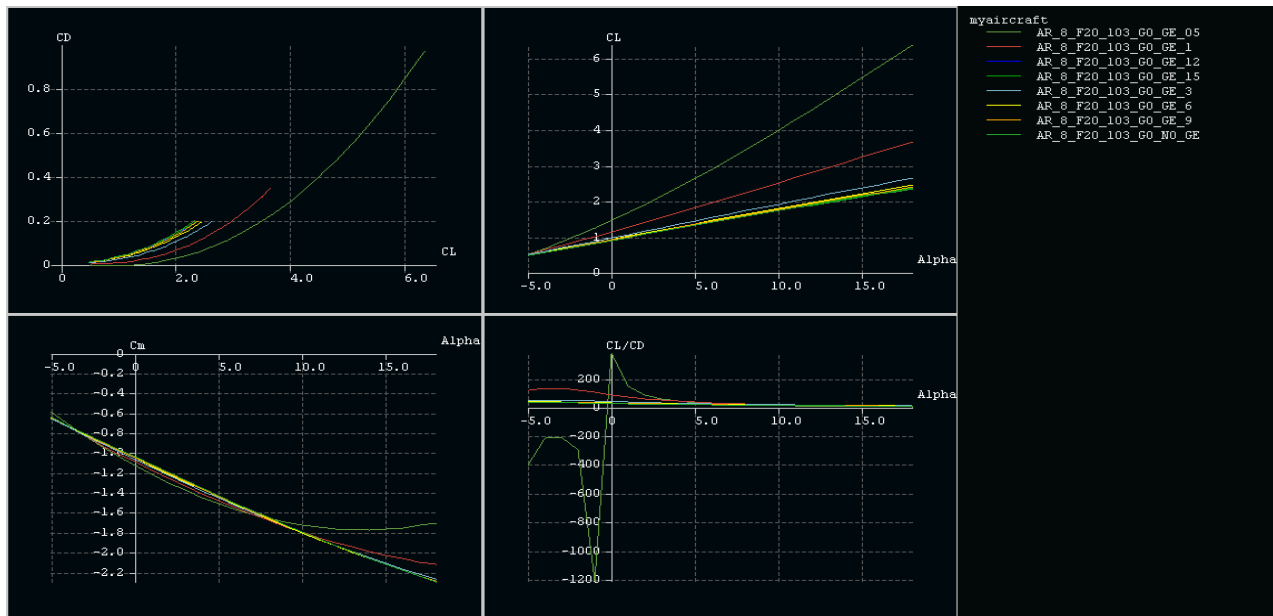 CD
0.8
0.6
0.4
0.2
0
0 2.0 4.0 6.0
CL
CL
6
5
4
3
2
1
0
-5.0 0 5.0 10.0 15.0
Alpha
myaircraft
AR_8_F20_103_G0_GE_05
AR_8_F20_103_G0_GE_1
AR_8_F20_103_G0_GE_12
AR_8_F20_103_G0_GE_15
AR_8_F20_103_G0_GE_3
AR_8_F20_103_G0_GE_6
AR_8_F20_103_G0_GE_9
AR_8_F20_103_G0_NO_GE
Cm
Alpha
0
-5.0 0 5.0 10.0 15.0
-0.2
-0.4
-0.6
-0.8
-1.0
-1.2
-1.4
-1.6
-1.8
-2.0
-2.2
CL/CD
200
Alpha
0
-5.0 0 5.0 10.0 15.0
-200
-400
-600
-800
-1000
-1200